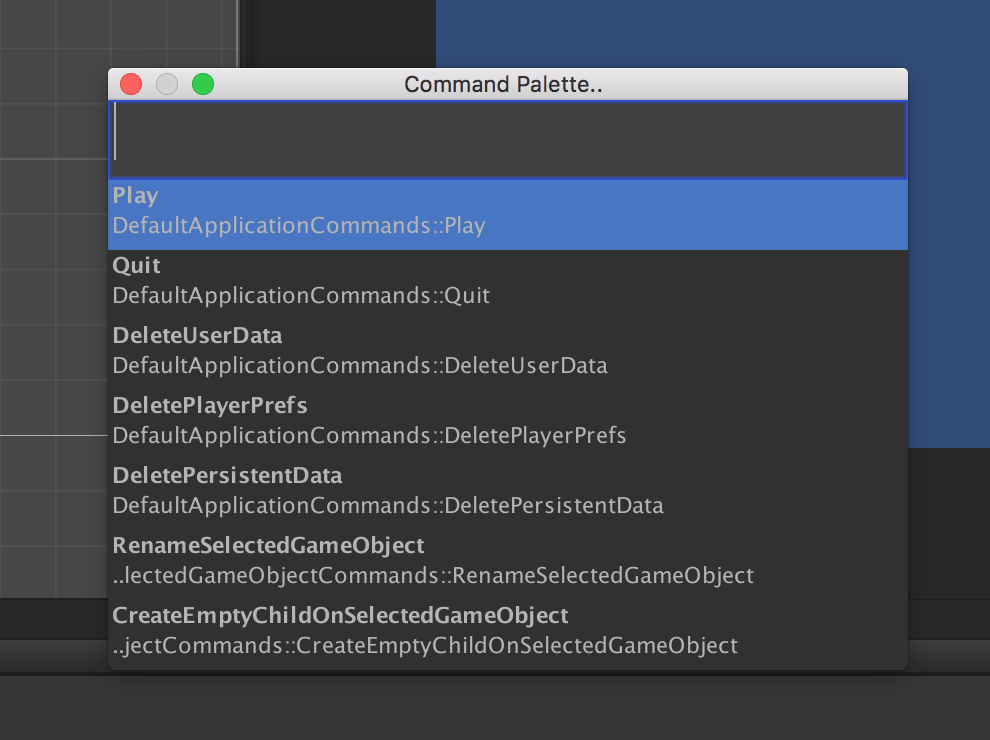 Command Palette..
Play
DefaultApplicationCommands::Play
Quit
DefaultApplicationCommands::Quit
DeleteUserData
DefaultApplicationCommands::DeleteUserData
DeletePlayerPrefs
DefaultApplicationCommands::DeletePlayerPrefs
DeletePersistentData
DefaultApplicationCommands::DeletePersistentData
RenameSelectedGameObject
..lectedGameObjectCommands::RenameSelectedGameObject
CreateEmptyChildOnSelectedGameObject
..jectCommands::CreateEmptyChildOnSelectedGameObject